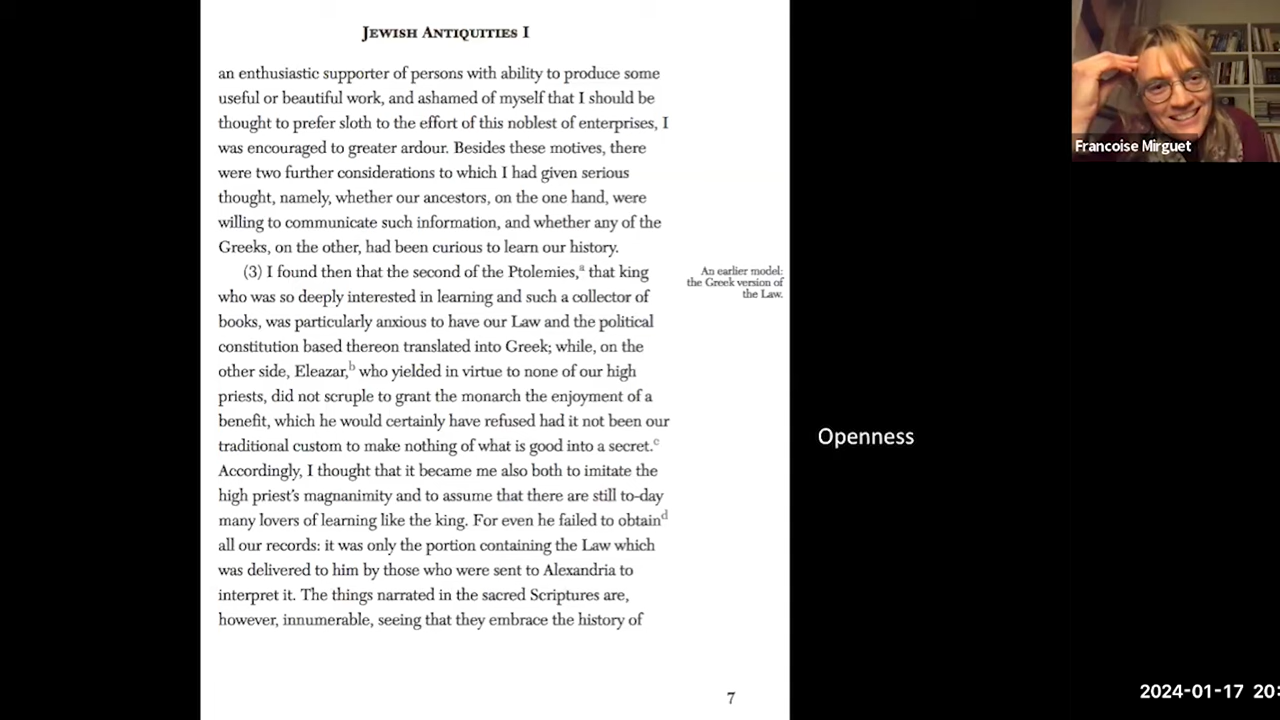 JEWISH ANTIQUITIES I
an enthusiastic supporter of persons with ability to produce some
useful or beautiful work, and ashamed of myself that I should be
thought to prefer sloth to the effort of this noblest of enterprises, I
was encouraged to greater ardour. Besides these motives, there
were two further considerations to which I had given serious
thought, namely, whether our ancestors, on the one hand, were
willing to communicate such information, and whether any of the
Greeks, on the other, had been curious to learn our history.
(3) I found then that the second of the Ptolemies,a that king
who was so deeply interested in learning and such a collector of
books, was particularly anxious to have our Law and the political
constitution based thereon translated into Greek; while, on the
other side, Eleazar,b who yielded in virtue to none of our high
priests, did not scruple to grant the monarch the enjoyment of a
benefit, which he would certainly have refused had it not been our
traditional custom to make nothing of what is good into a secret.c
Accordingly, I thought that it became me also both to imitate the
high priest's magnanimity and to assume that there are still to-day
many lovers of learning like the king. For even he failed to obtaind
all our records: it was only the portion containing the Law which
was delivered to him by those who were sent to Alexandria to
interpret it. The things narrated in the sacred Scriptures are,
however, innumerable, seeing that they embrace the history of
7
An earlier model:
the Greek version of
the Law.
Openness
Francoise Mirguet
2024-01-17 20: